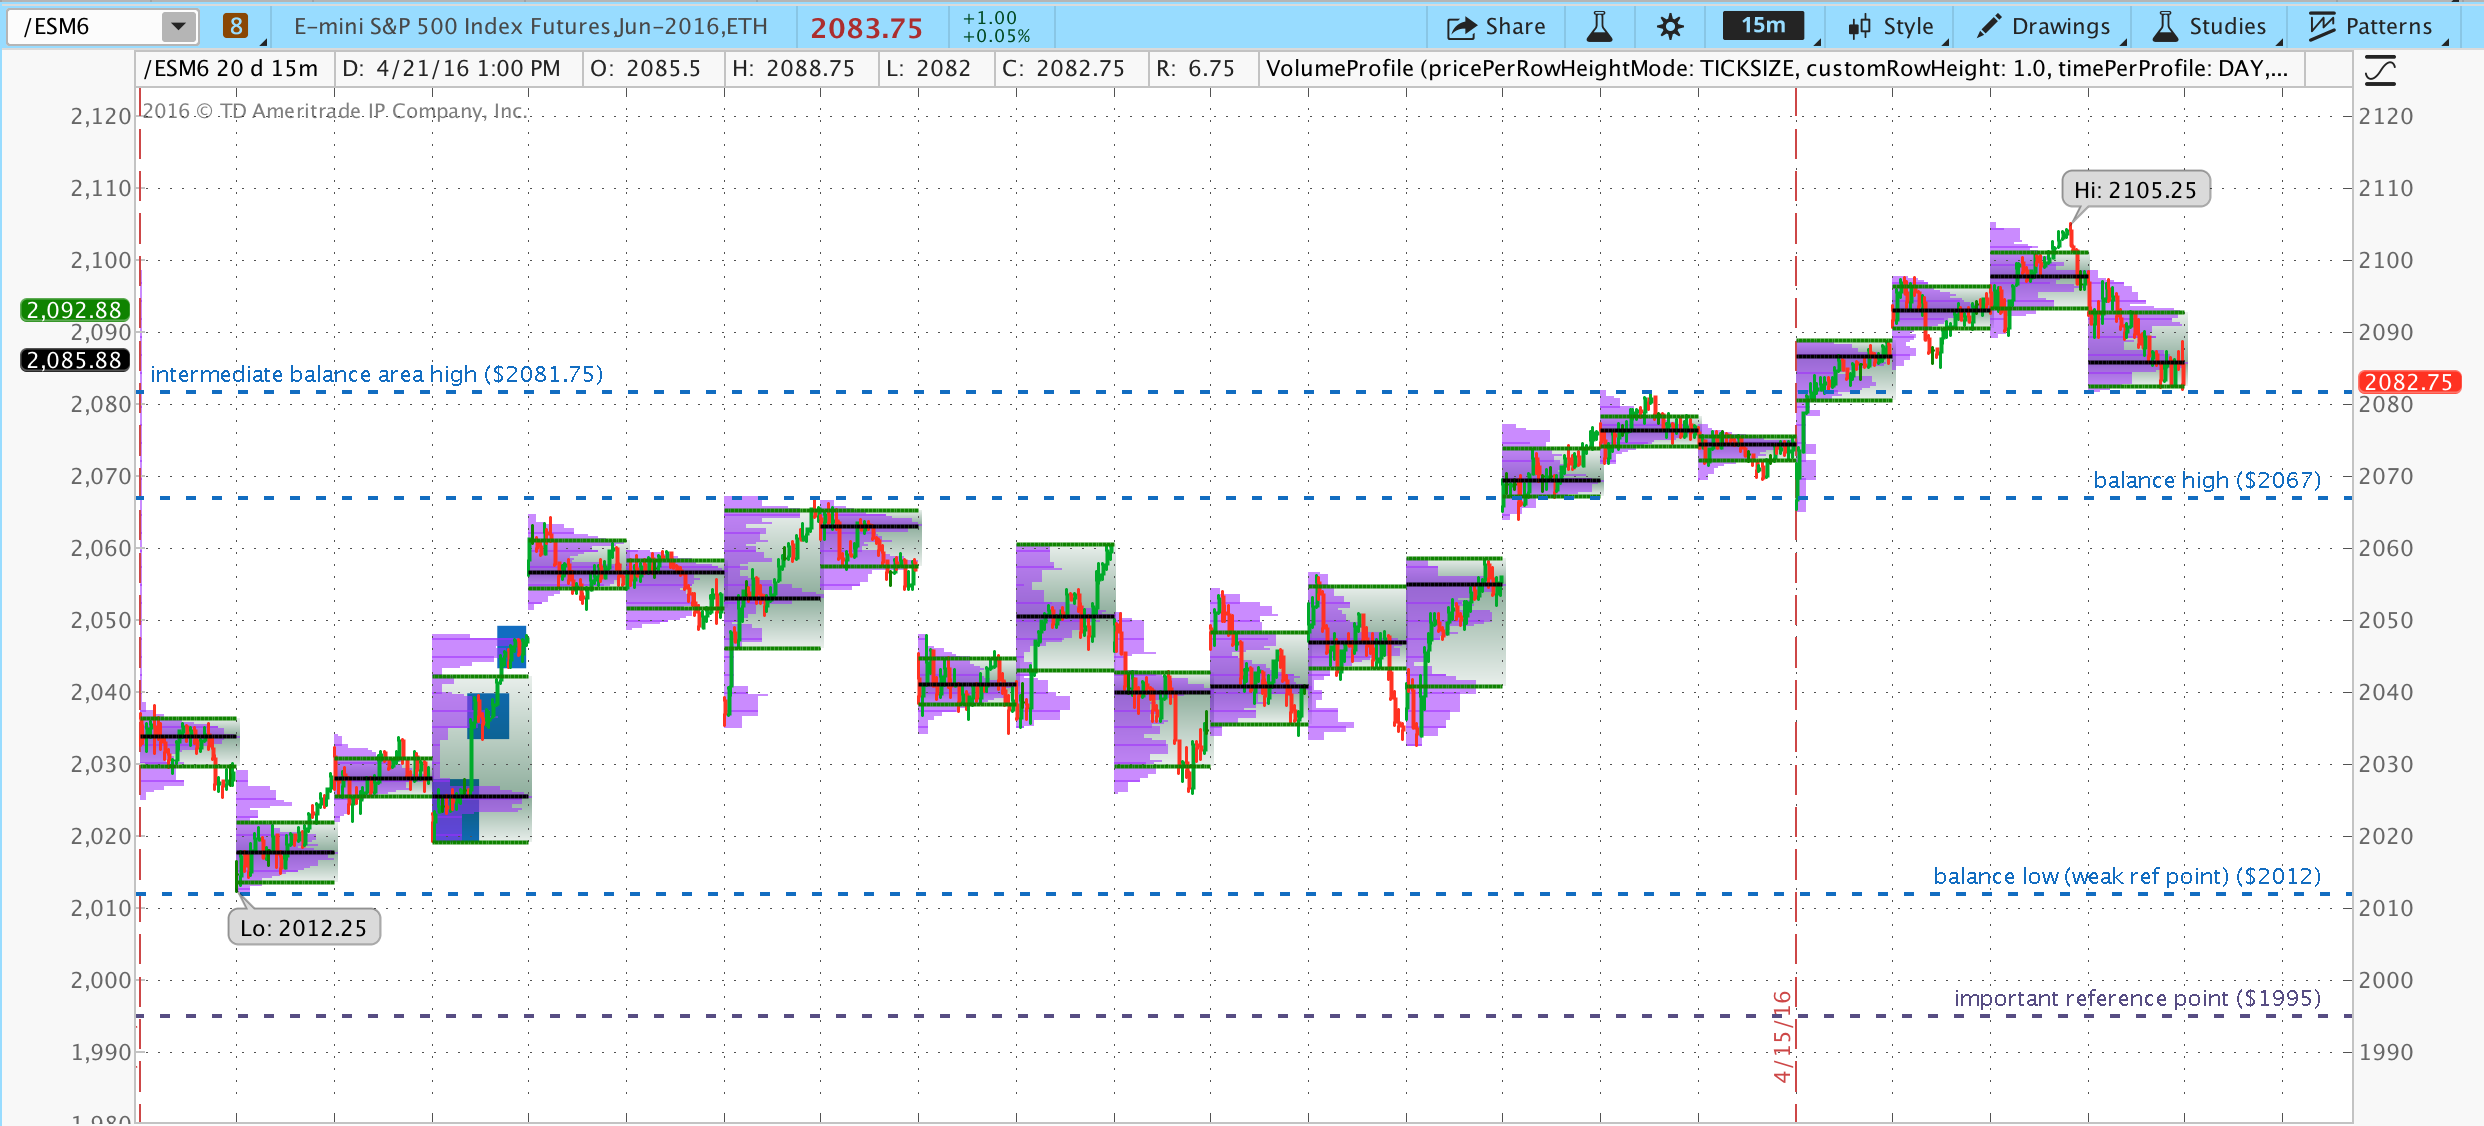 /ESM6 8 E-mini S&P 500 Index Futures,Jun-2016,ETH 2083.75 +1.00 +0.05% Share 15m Style Drawings Studies Patterns
/ESM6 20 d 15m D: 4/21/16 1:00 PM O: 2085.5 H: 2088.75 L: 2082 C: 2082.75 R: 6.75 VolumeProfile (pricePerRowHeightMode: TICKSIZE, customRowHeight: 1.0, timePerProfile: DAY,...
2016 © TD Ameritrade IP Company, Inc.
2,120 2120
2,110 2110
Hi: 2105.25
2,100 2100
2,092.88
2,090 2090
2,085.88
intermediate balance area high ($2081.75)
2082.75
2080
2,080
2,070 2070
balance high ($2067)
2,060 2060
2,050 2050
2,040 2040
2,030 2030
2,020 2020
balance low (weak ref point) ($2012)
2,010 2010
Lo: 2012.25
2,000 2000
important reference point ($1995)
4/15/16
1,990 1990
1,980